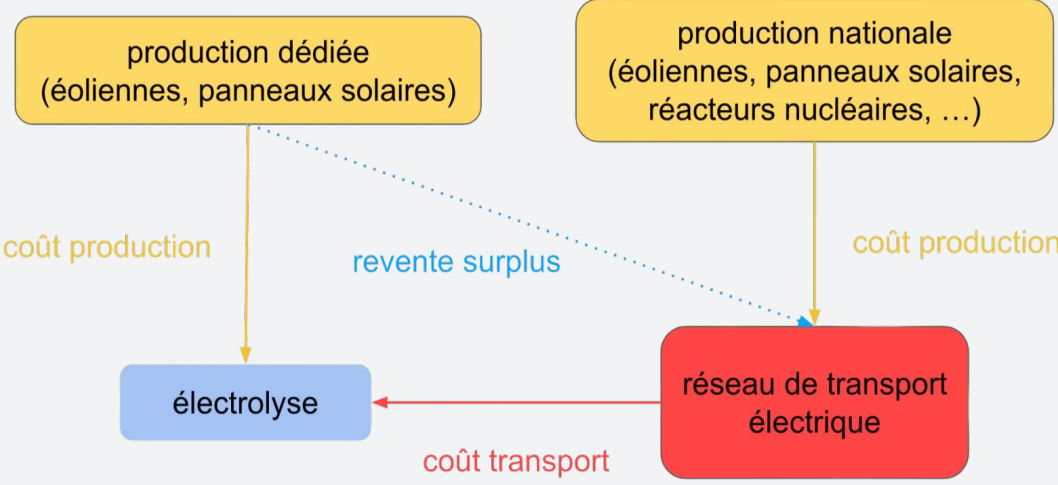 production dédiée
(éoliennes, panneaux solaires)
production nationale
(éoliennes, panneaux solaires,
réacteurs nucléaires, …)
coût production
revente surplus
coût production
électrolyse
réseau de transport
électrique
coût transport